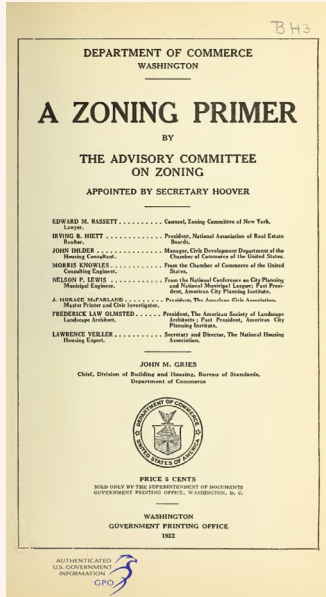 BH3
DEPARTMENT OF COMMERCE
WASHINGTON
A ZONING PRIMER
BY
THE ADVISORY COMMITTEE
ON ZONING
APPOINTED BY SECRETARY HOOVER
EDWARD M. BASSETT . . . . . . . . . . Counsel, Zoning Committee of New York.
Lawyer.
IRVING B. HIETT . . . . . . . . . . . . President, National Association of Real Estate
Realtor. Boards.
JOHN IHLDER . . . . . . . . . . . . . . Manager, Civic Development Department of the
Housing Consultant. Chamber of Commerce of the United States.
MORRIS KNOWLES . . . . . . . . . . . From the Chamber of Commerce of the United
Consulting Engineer. States.
NELSON P. LEWIS . . . . . . . . . . . From the National Conference on City Planning
Municipal Engineer. and National Municipal League; Past Presi-
dent, American City Planning Institute.
J. HORACE McFARLAND . . . . . . . President, The American Civic Association.
Master Printer and Civic Investigator.
FREDERICK LAW OLMSTED . . . . . President, The American Society of Landscape
Landscape Architect. Architects; Past President, American City
Planning Institute.
LAWRENCE VEILLER . . . . . . . . . . Secretary and Director, The National Housing
Housing Expert. Association.
JOHN M. GRIES
Chief, Division of Building and Housing, Bureau of Standards,
Department of Commerce
DEPARTMENT OF COMMERCE
UNITED STATES OF AMERICA
PRICE 5 CENTS
SOLD ONLY BY THE SUPERINTENDENT OF DOCUMENTS
GOVERNMENT PRINTING OFFICE, WASHINGTON, D. C.
WASHINGTON
GOVERNMENT PRINTING OFFICE
1922
AUTHENTICATED
U.S. GOVERNMENT
INFORMATION
GPO